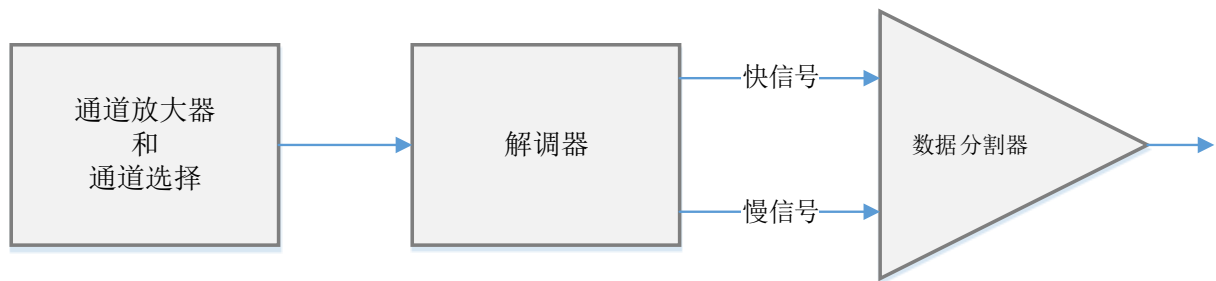 通道放大器
和
通道选择
解调器
快信号
慢信号
数据分割器